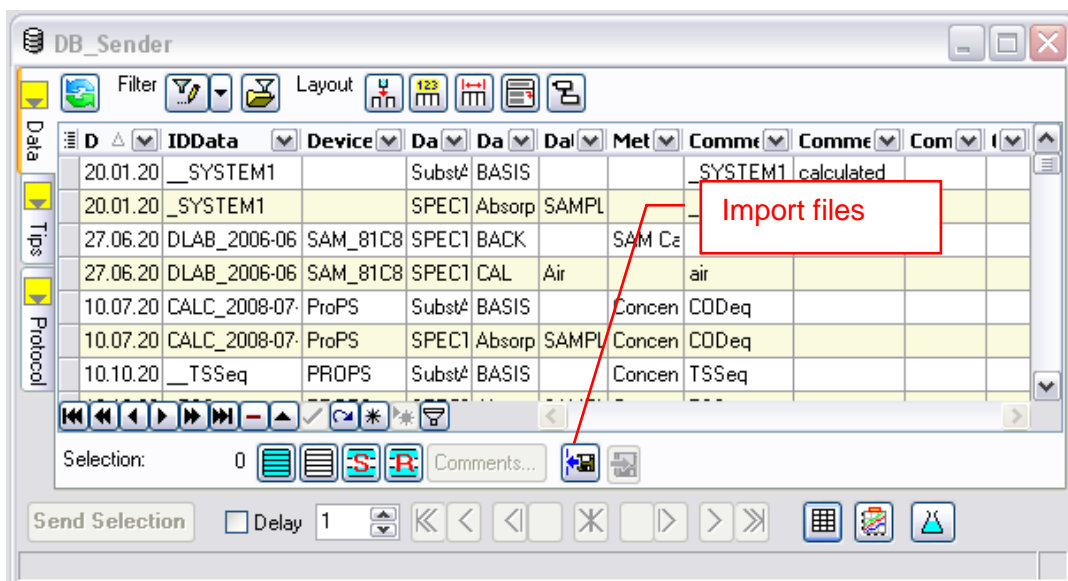 DB_Sender
Filter Layout
Data
Tips
Protocol
D IDData Device Da Da Dal Met Comme Comme Com
20.01.20 __SYSTEM1 Subst BASIS _SYSTEM1 calculated
20.01.20 _SYSTEM1 SPECT Absorp SAMPL
Import files
27.06.20 DLAB_2006-06 SAM_81C8 SPECT BACK SAM Ca
27.06.20 DLAB_2006-06 SAM_81C8 SPECT CAL Air air
10.07.20 CALC_2008-07- ProPS Subst BASIS Concen CODeq
10.07.20 CALC_2008-07- ProPS SPECT Absorp SAMPL Concen CODeq
10.10.20 __TSSeq PROPS Subst BASIS Concen TSSeq
Selection: 0 S R Comments...
Send Selection Delay 1